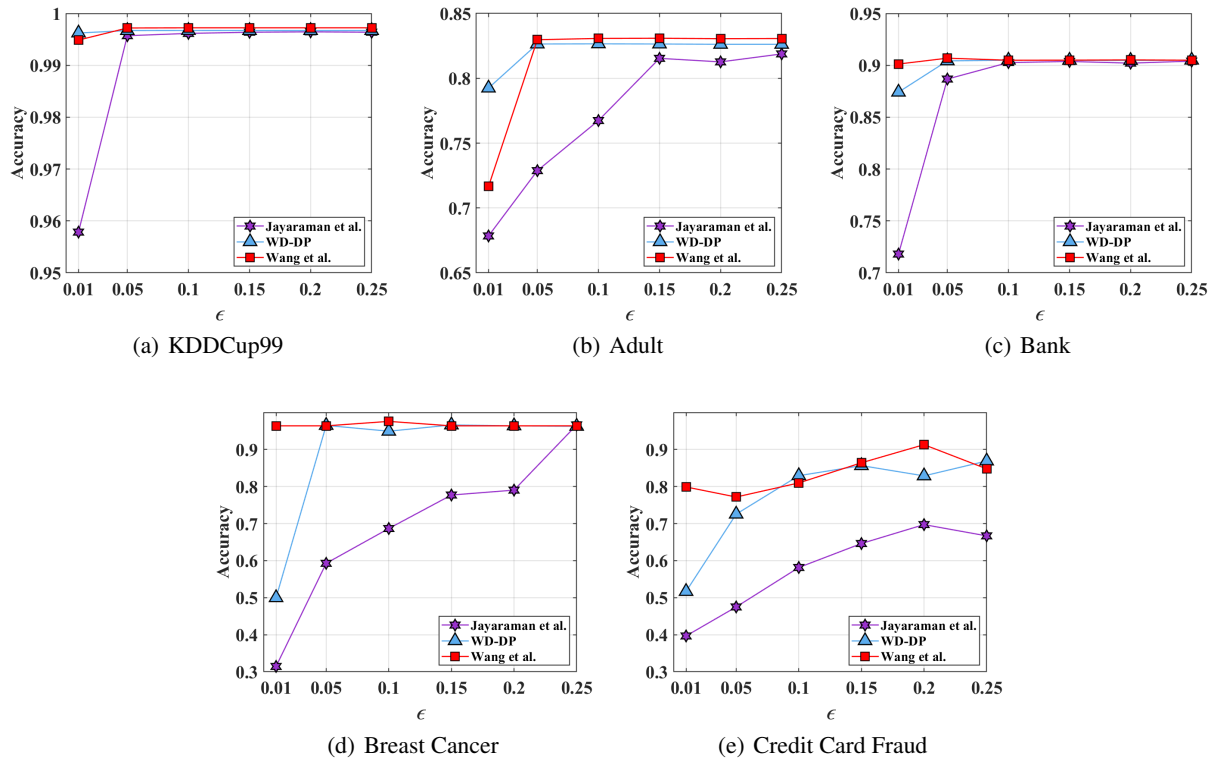 1
0.99
0.98
0.97
0.96
0.95
Accuracy
0.01 0.05 0.1 0.15 0.2 0.25
ϵ
Jayaraman et al.
WD-DP
Wang et al.
(a) KDDCup99
0.85
0.8
0.75
0.7
0.65
Accuracy
0.01 0.05 0.1 0.15 0.2 0.25
ϵ
Jayaraman et al.
WD-DP
Wang et al.
(b) Adult
0.95
0.9
0.85
0.8
0.75
0.7
Accuracy
0.01 0.05 0.1 0.15 0.2 0.25
ϵ
Jayaraman et al.
WD-DP
Wang et al.
(c) Bank
0.9
0.8
0.7
0.6
0.5
0.4
0.3
Accuracy
0.01 0.05 0.1 0.15 0.2 0.25
ϵ
Jayaraman et al.
WD-DP
Wang et al.
(d) Breast Cancer
0.9
0.8
0.7
0.6
0.5
0.4
0.3
Accuracy
0.01 0.05 0.1 0.15 0.2 0.25
ϵ
Jayaraman et al.
WD-DP
Wang et al.
(e) Credit Card Fraud